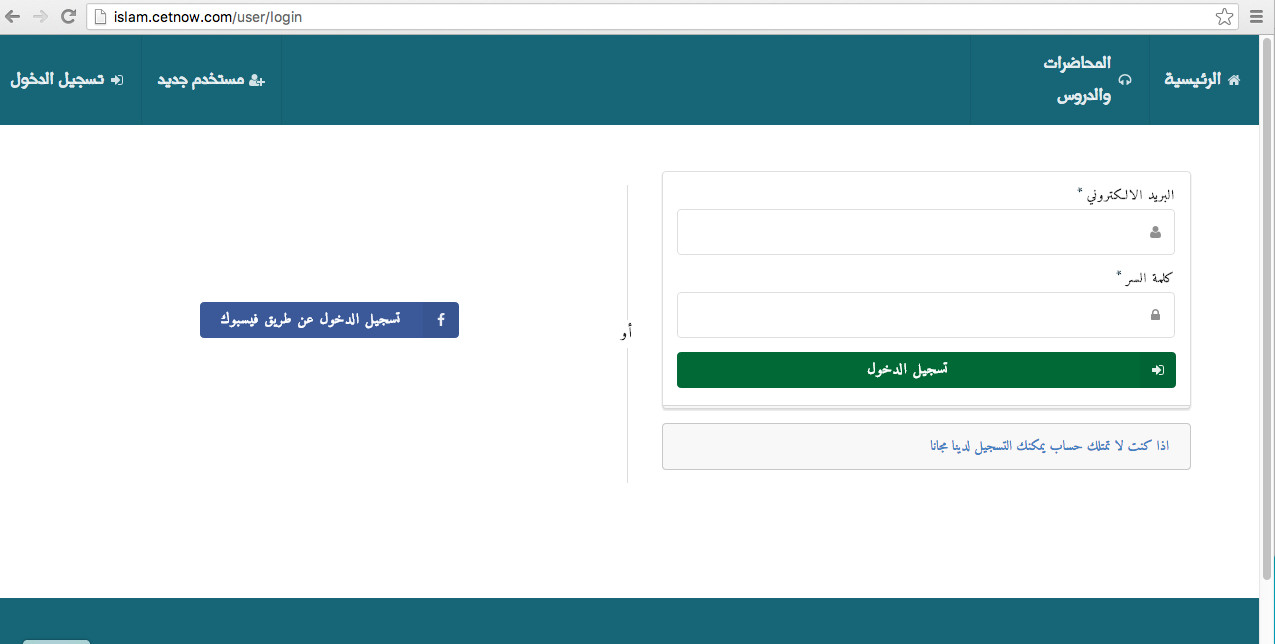 islam.cetnow.com/user/login
الرئيسية
المحاضرات
والدروس
مستخدم جديد
تسجيل الدخول
البريد الالكتروني *
كلمة السر *
تسجيل الدخول
اذا كنت لا تمتلك حساب يمكنك التسجيل لدينا مجانا
أو
تسجيل الدخول عن طريق فيسبوك